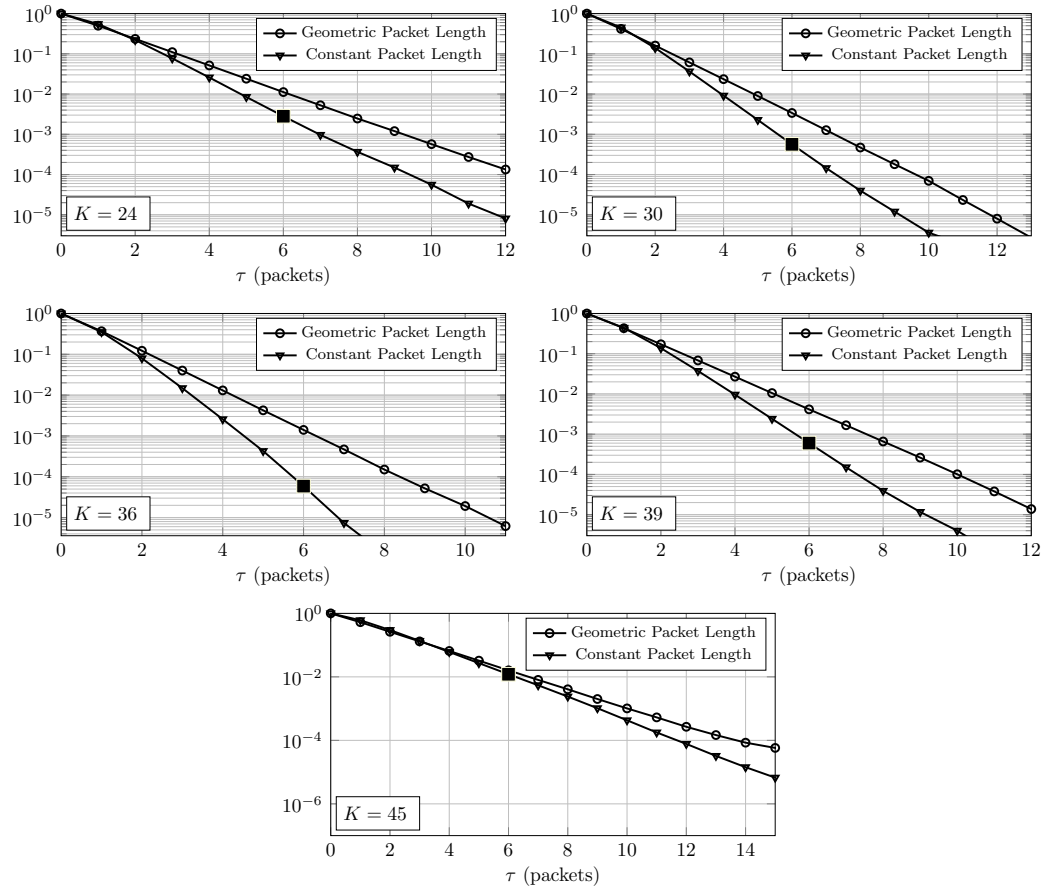 10^0
10^−1
10^−2
10^−3
10^−4
10^−5
Geometric Packet Length
Constant Packet Length
K = 24
0 2 4 6 8 10 12
τ (packets)
10^0
10^−1
10^−2
10^−3
10^−4
10^−5
Geometric Packet Length
Constant Packet Length
K = 30
0 2 4 6 8 10 12
τ (packets)
10^0
10^−1
10^−2
10^−3
10^−4
10^−5
Geometric Packet Length
Constant Packet Length
K = 36
0 2 4 6 8 10
τ (packets)
10^0
10^−1
10^−2
10^−3
10^−4
10^−5
Geometric Packet Length
Constant Packet Length
K = 39
0 2 4 6 8 10 12
τ (packets)
10^0
10^−2
10^−4
10^−6
Geometric Packet Length
Constant Packet Length
K = 45
0 2 4 6 8 10 12 14
τ (packets)